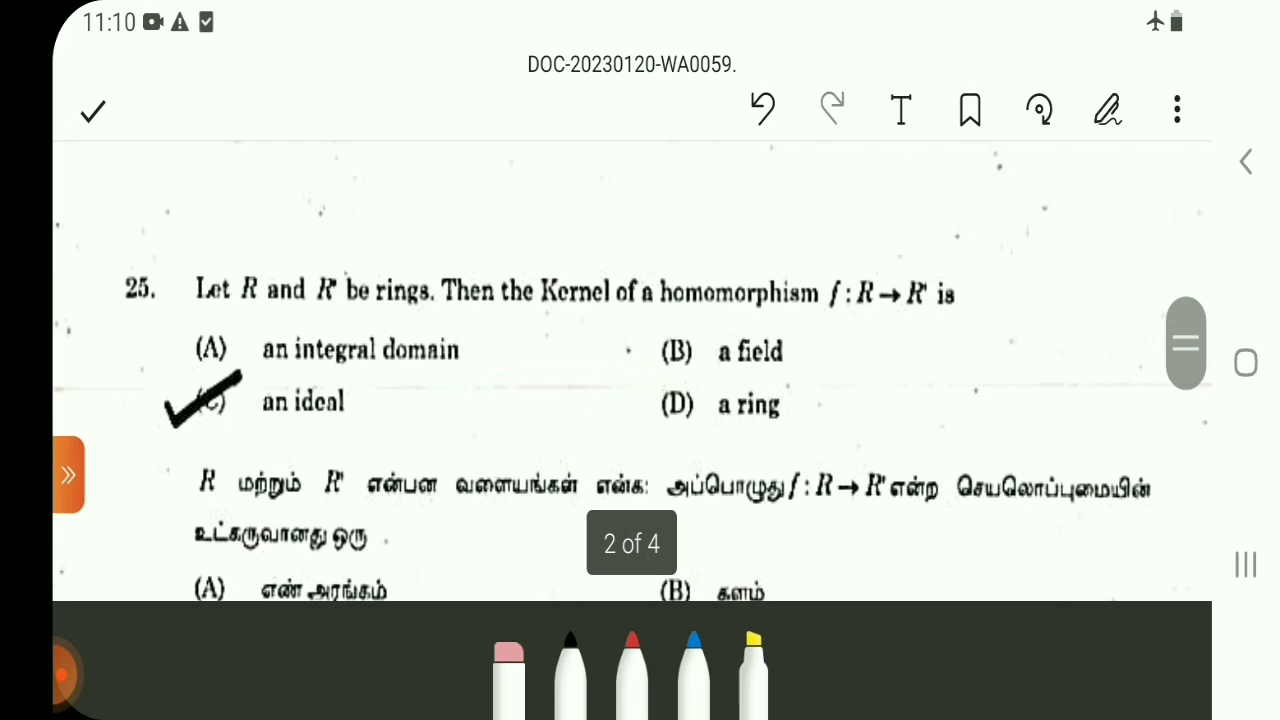 11:10
DOC-20230120-WA0059.
25. Let R and R' be rings. Then the Kernel of a homomorphism f : R → R' is
(A) an integral domain (B) a field
(C) an ideal (D) a ring
R மற்றும் R' என்பன வளையங்கள் என்க: அப்பொழுது f : R → R' என்ற செயலொப்புமையின்
உட்கருவானது ஒரு
2 of 4
(A) எண் அரங்கம் (B) களம்